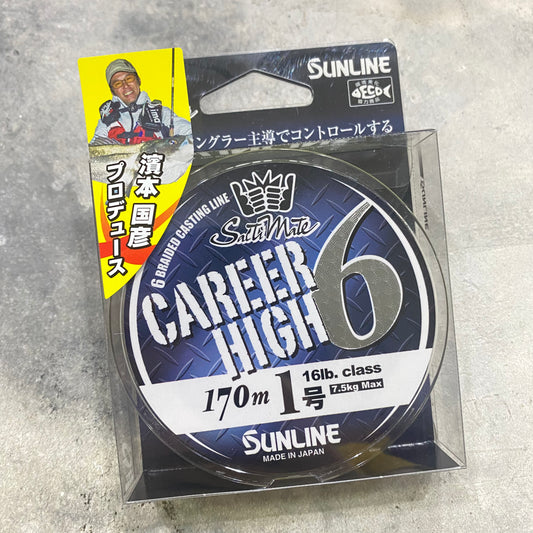 SUNLINE
ECO
ングラー主導でコントロールする
濱本 国彦
プロデュース
6 BRAIDED CASTING LINE
SaltiMate
CAREER
HIGH 6
16lb. class
7.5kg Max
170m 1号
SUNLINE
MADE IN JAPAN
SUNLINE